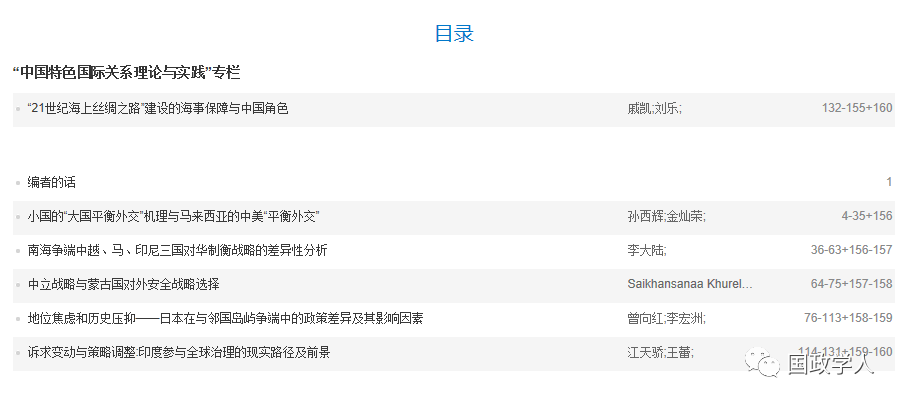 目录
“中国特色国际关系理论与实践”专栏
“21世纪海上丝绸之路”建设的海事保障与中国角色 戚凯;刘乐; 132-155+160
编者的话 1
小国的“大国平衡外交”机理与马来西亚的中美“平衡外交” 孙西辉;金灿荣; 4-35+156
南海争端中越、马、印尼三国对华制衡战略的差异性分析 李大陆; 36-63+156-157
中立战略与蒙古国对外安全战略选择 Saikhansanaa Khurel… 64-75+157-158
地位焦虑和历史压抑——日本在与邻国岛屿争端中的政策差异及其影响因素 曾向红;李宏洲; 76-113+158-159
诉求变动与策略调整:印度参与全球治理的现实路径及前景 江天骄;王蕾; 114-131+159-160
国政学人